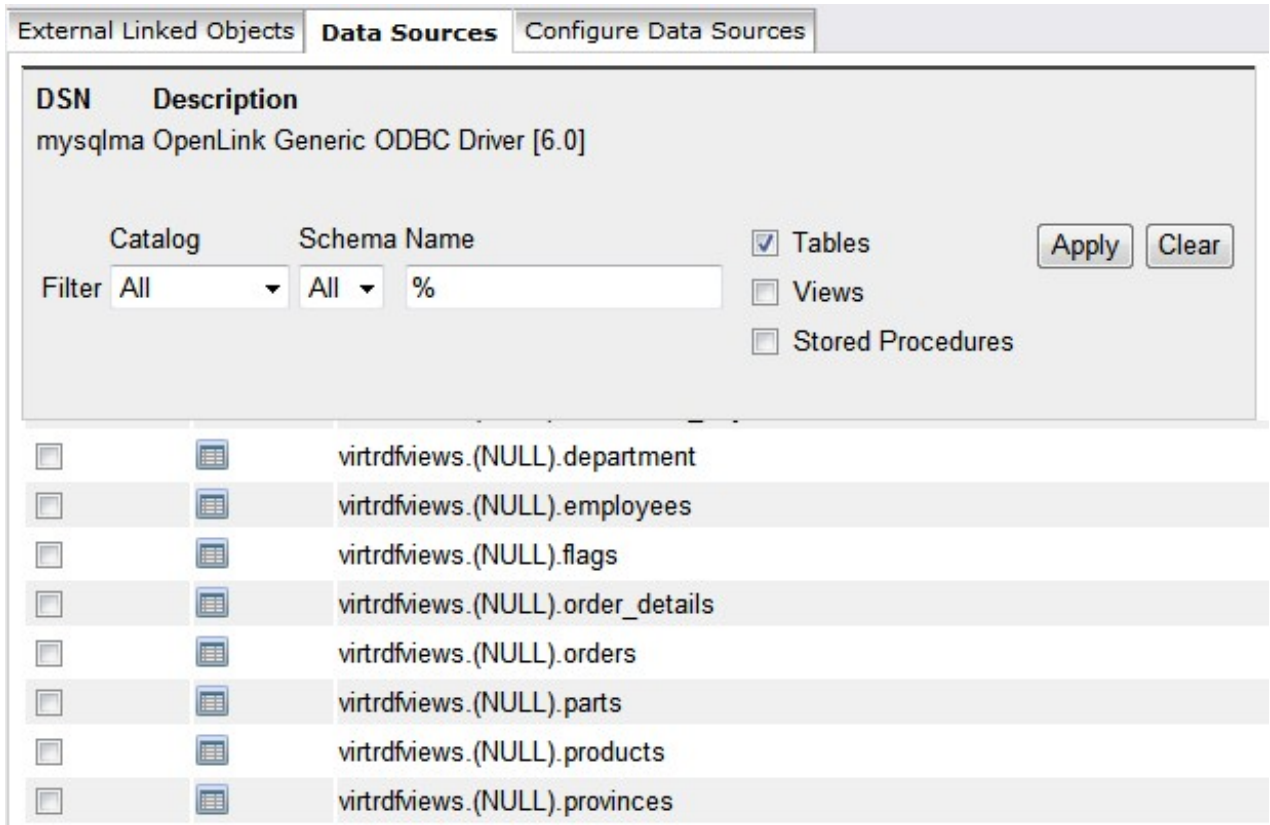 External Linked Objects Data Sources Configure Data Sources
DSN Description
mysqlma OpenLink Generic ODBC Driver [6.0]
Catalog Schema Name Tables Apply Clear
Filter All All % Views
Stored Procedures
virtrdfviews.(NULL).department
virtrdfviews.(NULL).employees
virtrdfviews.(NULL).flags
virtrdfviews.(NULL).order_details
virtrdfviews.(NULL).orders
virtrdfviews.(NULL).parts
virtrdfviews.(NULL).products
virtrdfviews.(NULL).provinces